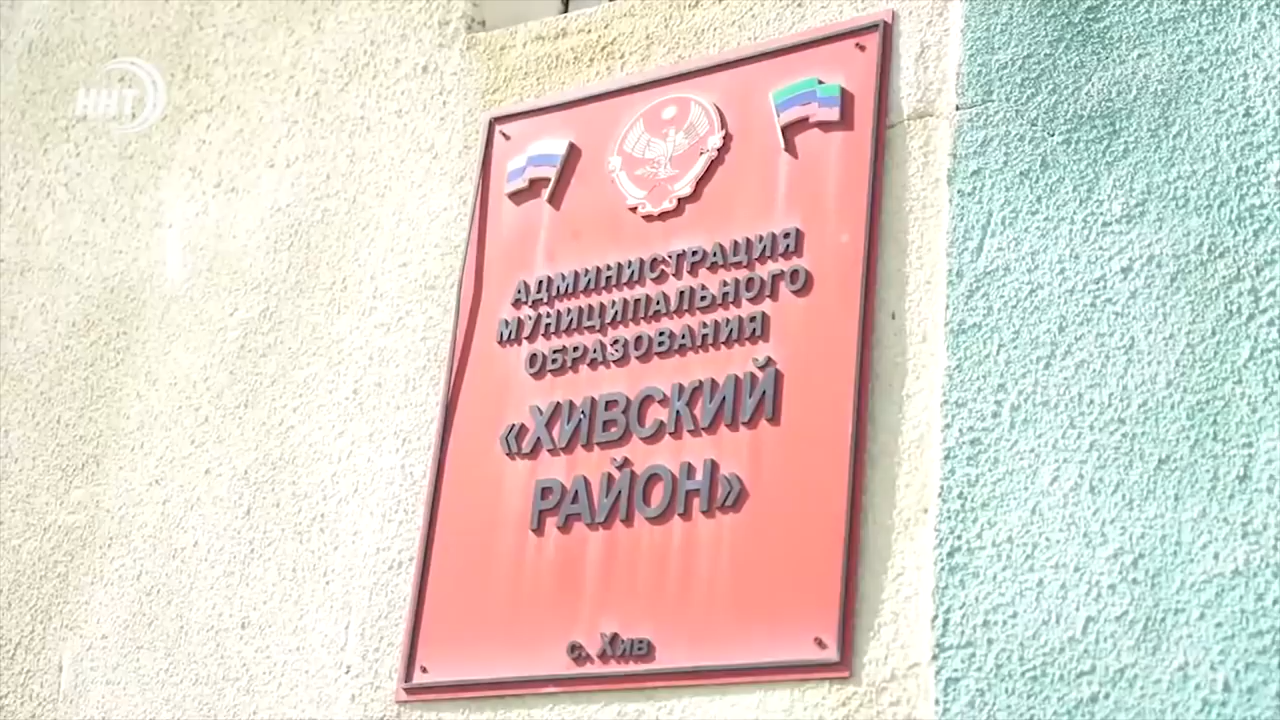 ННТ
АДМИНИСТРАЦИЯ
МУНИЦИПАЛЬНОГО
ОБРАЗОВАНИЯ
«ХИВСКИЙ
РАЙОН»
с. Хив